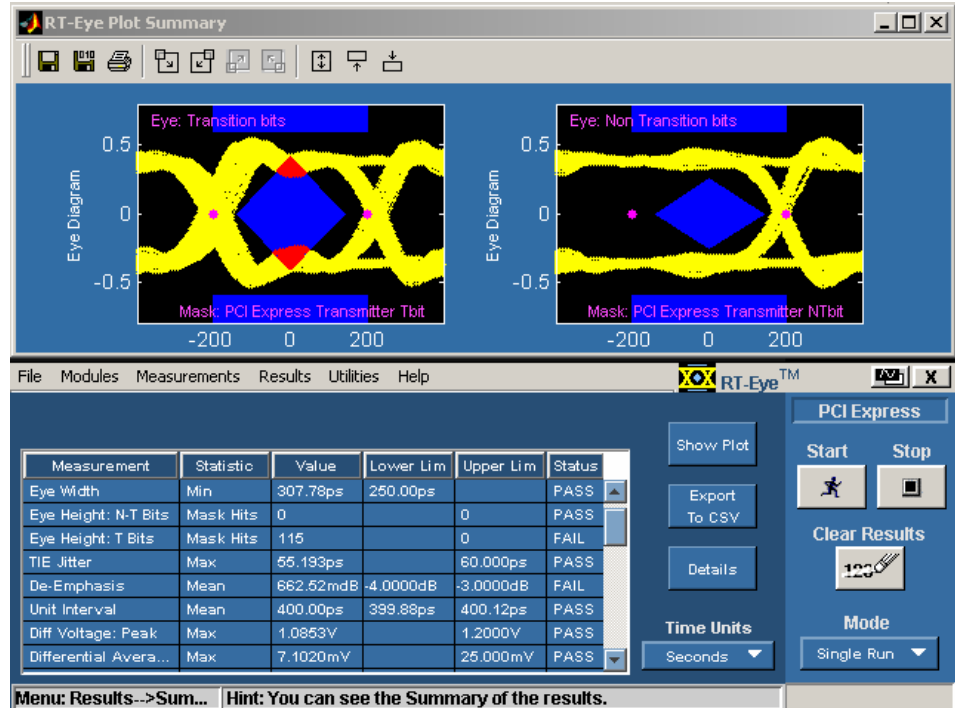 RT-Eye Plot Summary
Eye: Transition bits
Eye Diagram
0.5
0
-0.5
Mask: PCI Express Transmitter Tbit
-200 0 200
Eye: Non Transition bits
Eye Diagram
0.5
0
-0.5
Mask: PCI Express Transmitter NTbit
-200 0 200
File Modules Measurements Results Utilities Help
RT-Eye™
X
PCI Express
Start Stop
Clear Results
Mode
Single Run
Show Plot
Export
To CSV
Details
Time Units
Seconds
Measurement Statistic Value Lower Lim Upper Lim Status
Eye Width Min 307.78ps 250.00ps PASS
Eye Height: N-T Bits Mask Hits 0 0 PASS
Eye Height: T Bits Mask Hits 115 0 FAIL
TIE Jitter Max 55.193ps 60.000ps PASS
De-Emphasis Mean 662.52mdB -4.0000dB -3.0000dB FAIL
Unit Interval Mean 400.00ps 399.88ps 400.12ps PASS
Diff Voltage: Peak Max 1.0853V 1.2000V PASS
Differential Avera... Max 7.1020mV 25.000mV PASS
Menu: Results-->Sum... Hint: You can see the Summary of the results.